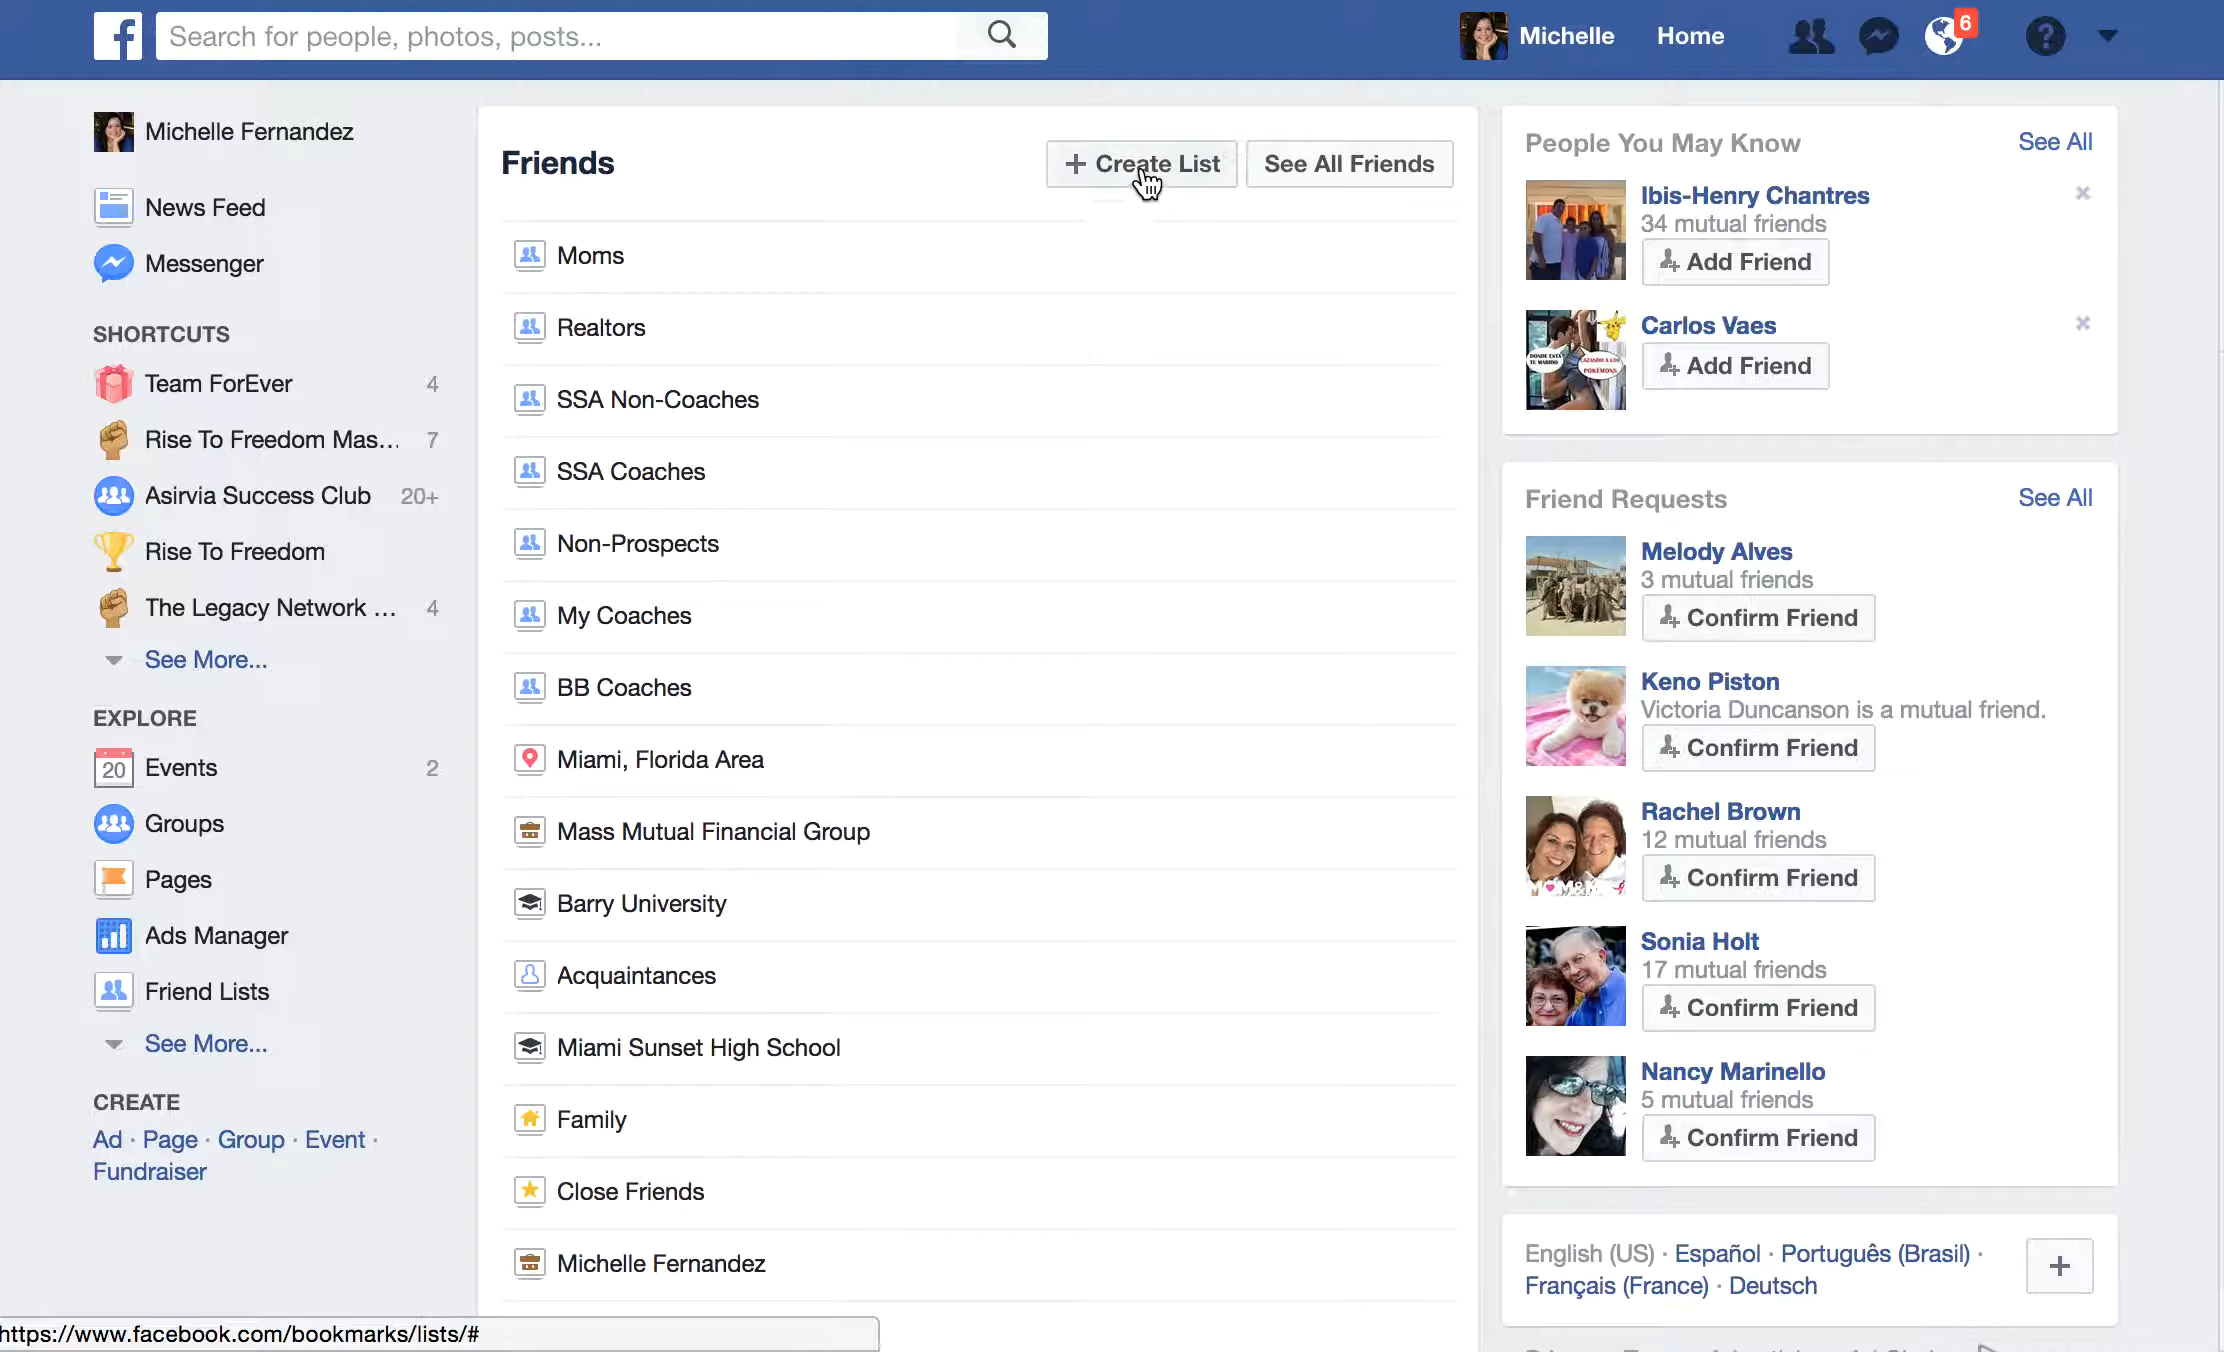 Search for people, photos, posts...
Michelle
Home
6
Michelle Fernandez
News Feed
Messenger
SHORTCUTS
Team ForEver 4
Rise To Freedom Mas... 7
Asirvia Success Club 20+
Rise To Freedom
The Legacy Network ... 4
See More...
EXPLORE
20 Events 2
Groups
Pages
Ads Manager
Friend Lists
See More...
CREATE
Ad · Page · Group · Event ·
Fundraiser
Friends
+ Create List
See All Friends
Moms
Realtors
SSA Non-Coaches
SSA Coaches
Non-Prospects
My Coaches
BB Coaches
Miami, Florida Area
Mass Mutual Financial Group
Barry University
Acquaintances
Miami Sunset High School
Family
Close Friends
Michelle Fernandez
People You May Know See All
Ibis-Henry Chantres
34 mutual friends
Add Friend
DONDE ESTA
TU MARIDO
CAZANDO A LOS
POKÉMONS
Carlos Vaes
Add Friend
Friend Requests See All
Melody Alves
3 mutual friends
Confirm Friend
Keno Piston
Victoria Duncanson is a mutual friend.
Confirm Friend
Rachel Brown
12 mutual friends
Confirm Friend
Sonia Holt
17 mutual friends
Confirm Friend
Nancy Marinello
5 mutual friends
Confirm Friend
English (US) · Español · Português (Brasil) ·
Français (France) · Deutsch
+
https://www.facebook.com/bookmarks/lists/#